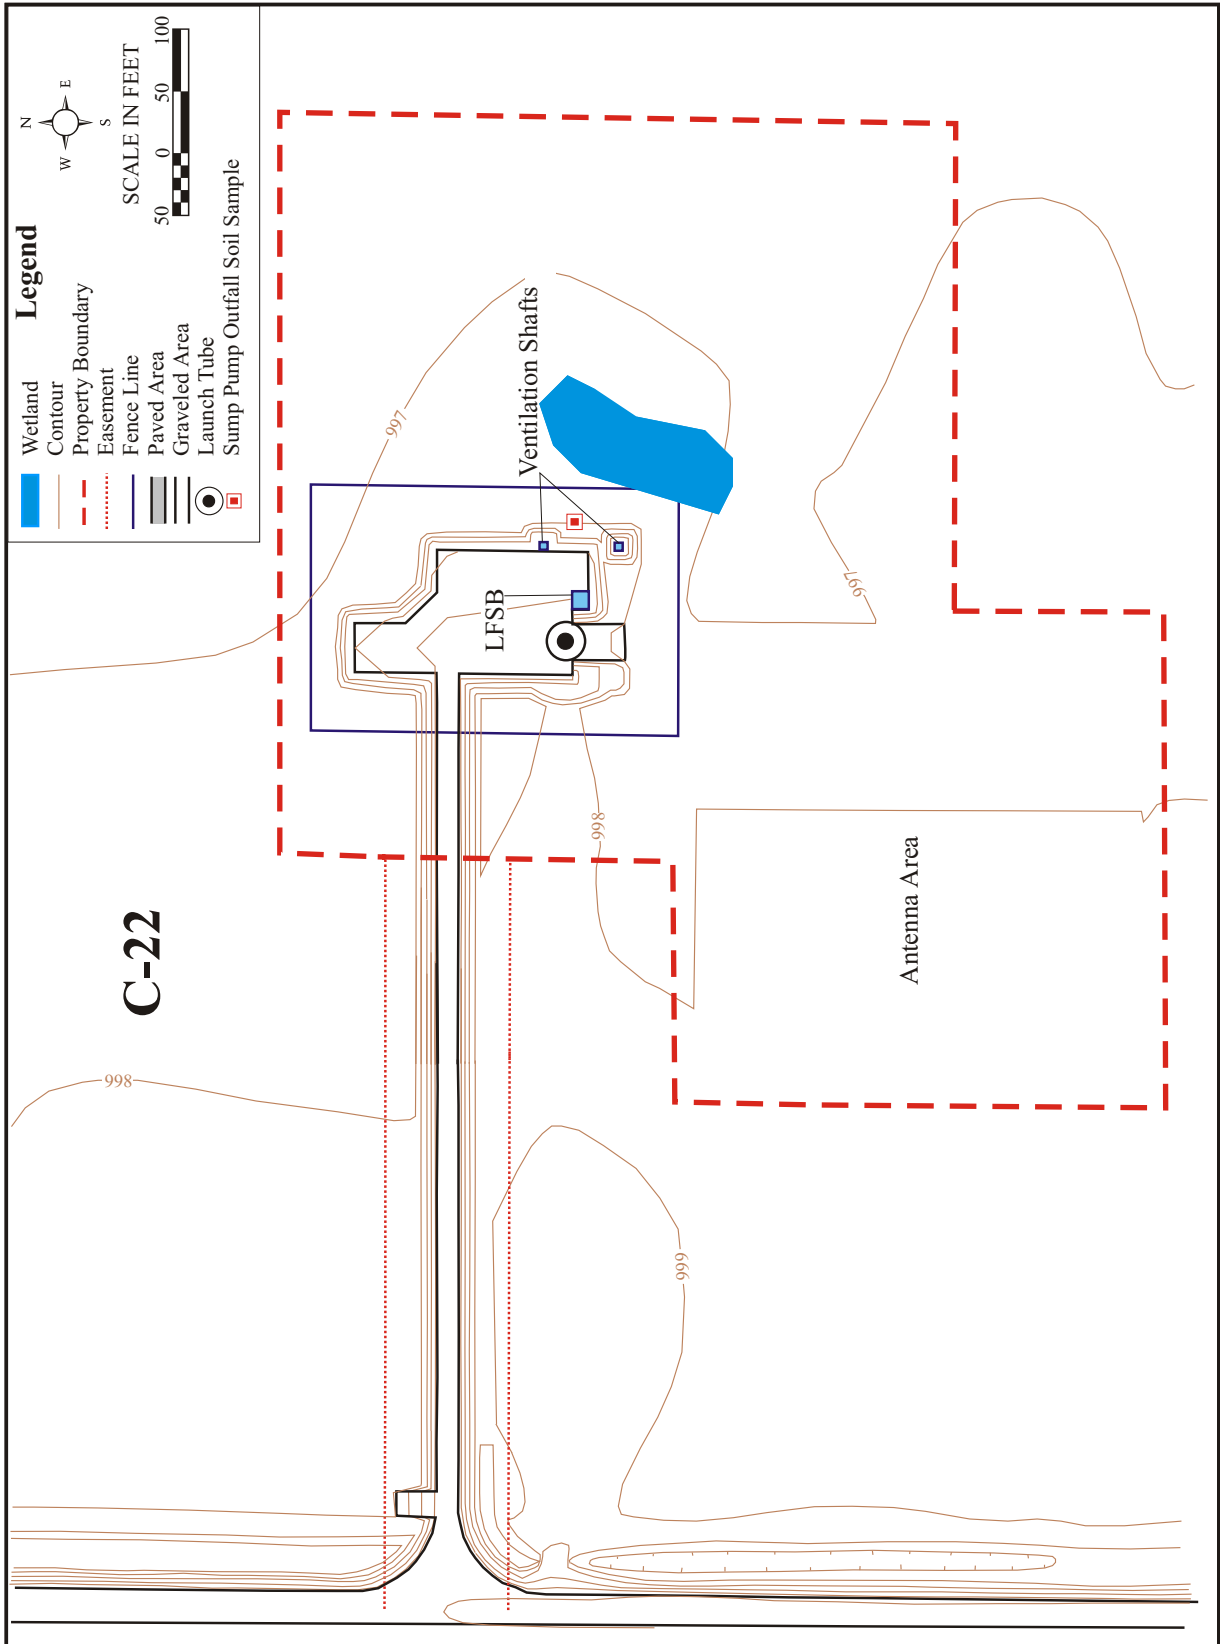 Legend
Wetland
Contour
Property Boundary
Easement
Fence Line
Paved Area
Graveled Area
Launch Tube
Sump Pump Outfall Soil Sample
N
W
E
S
SCALE IN FEET
50 0 50 100
C-22
997
Ventilation Shafts
LFSB
997
998
998
999
Antenna Area